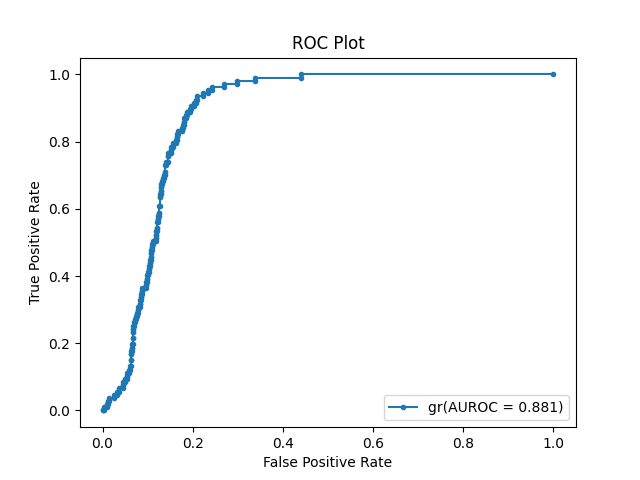 ROC Plot
True Positive Rate
1.0
0.8
0.6
0.4
0.2
0.0
gr(AUROC = 0.881)
0.0 0.2 0.4 0.6 0.8 1.0
False Positive Rate